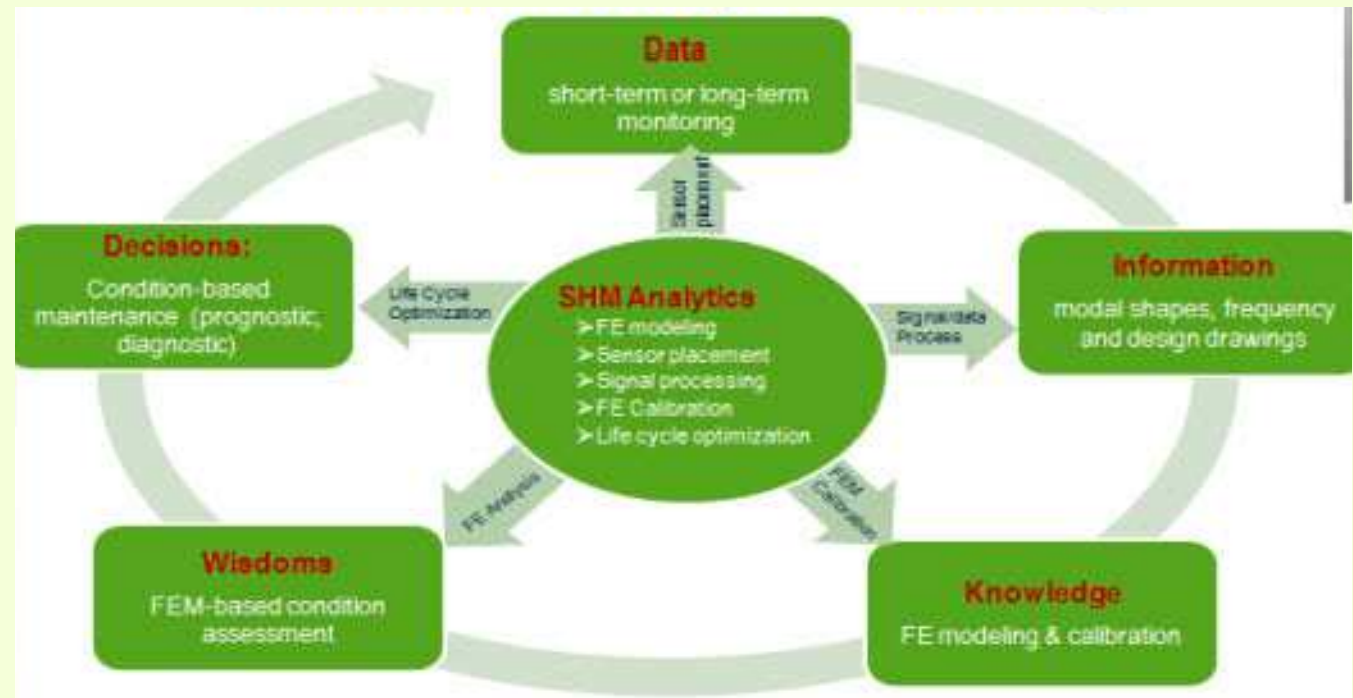 Data
short-term or long-term
monitoring
Sensor
placement
Decisions:
Condition-based
maintenance (prognostic,
diagnostic)
Life Cycle
Optimization
SHM Analytics
➢FE modeling
➢Sensor placement
➢Signal processing
➢FE Calibration
➢Life cycle optimization
Signal/data
Process
Information
modal shapes, frequency
and design drawings
FE Analysis
FEM
Calibration
Wisdoms
FEM-based condition
assessment
Knowledge
FE modeling & calibration